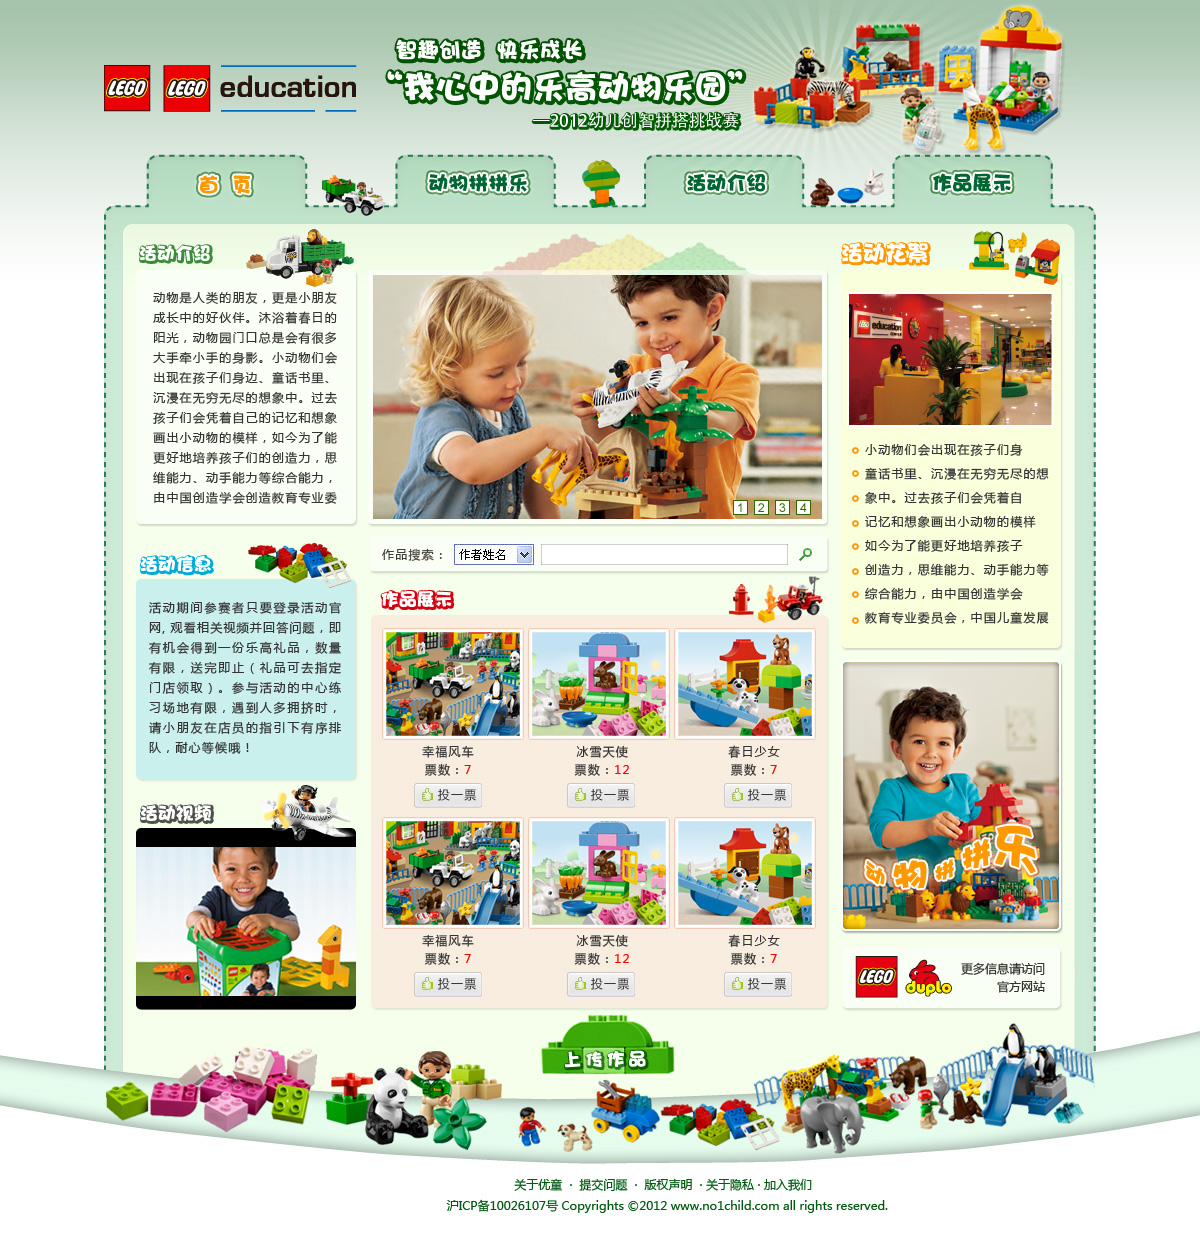 智趣创造 快乐成长
LEGO LEGO education
“我心中的乐高动物乐园”
—2012幼儿创智拼搭挑战赛
首 页
动物拼拼乐
活动介绍
作品展示
活动介绍
动物是人类的朋友，更是小朋友
成长中的好伙伴。沐浴着春日的
阳光，动物园门口总是会有很多
大手牵小手的身影。小动物们会
出现在孩子们身边、童话书里、
沉浸在无穷无尽的想象中。过去
孩子们会凭着自己的记忆和想象
画出小动物的模样，如今为了能
更好地培养孩子们的创造力，思
维能力、动手能力等综合能力，
由中国创造学会创造教育专业委
1 2 3 4
活动花絮
LEGO education
小动物们会出现在孩子们身
童话书里、沉浸在无穷无尽的想
象中。过去孩子们会凭着自
记忆和想象画出小动物的模样
如今为了能更好地培养孩子
创造力，思维能力、动手能力等
综合能力，由中国创造学会
教育专业委员会，中国儿童发展
活动信息
活动期间参赛者只要登录活动官
网, 观看相关视频并回答问题，即
有机会得到一份乐高礼品，数量
有限，送完即止（礼品可去指定
门店领取）。参与活动的中心练
习场地有限，遇到人多拥挤时，
请小朋友在店员的指引下有序排
队，耐心等候哦！
活动视频
作品搜索： 作者姓名
作品展示
幸福风车
票数：7
投一票
冰雪天使
票数：12
投一票
春日少女
票数：7
投一票
幸福风车
票数：7
投一票
冰雪天使
票数：12
投一票
春日少女
票数：7
投一票
动物拼拼乐
LEGO duplo
更多信息请访问
官方网站
上传作品
关于优童 · 提交问题 · 版权声明 · 关于隐私 · 加入我们
沪ICP备10026107号 Copyrights ©2012 www.no1child.com all rights reserved.